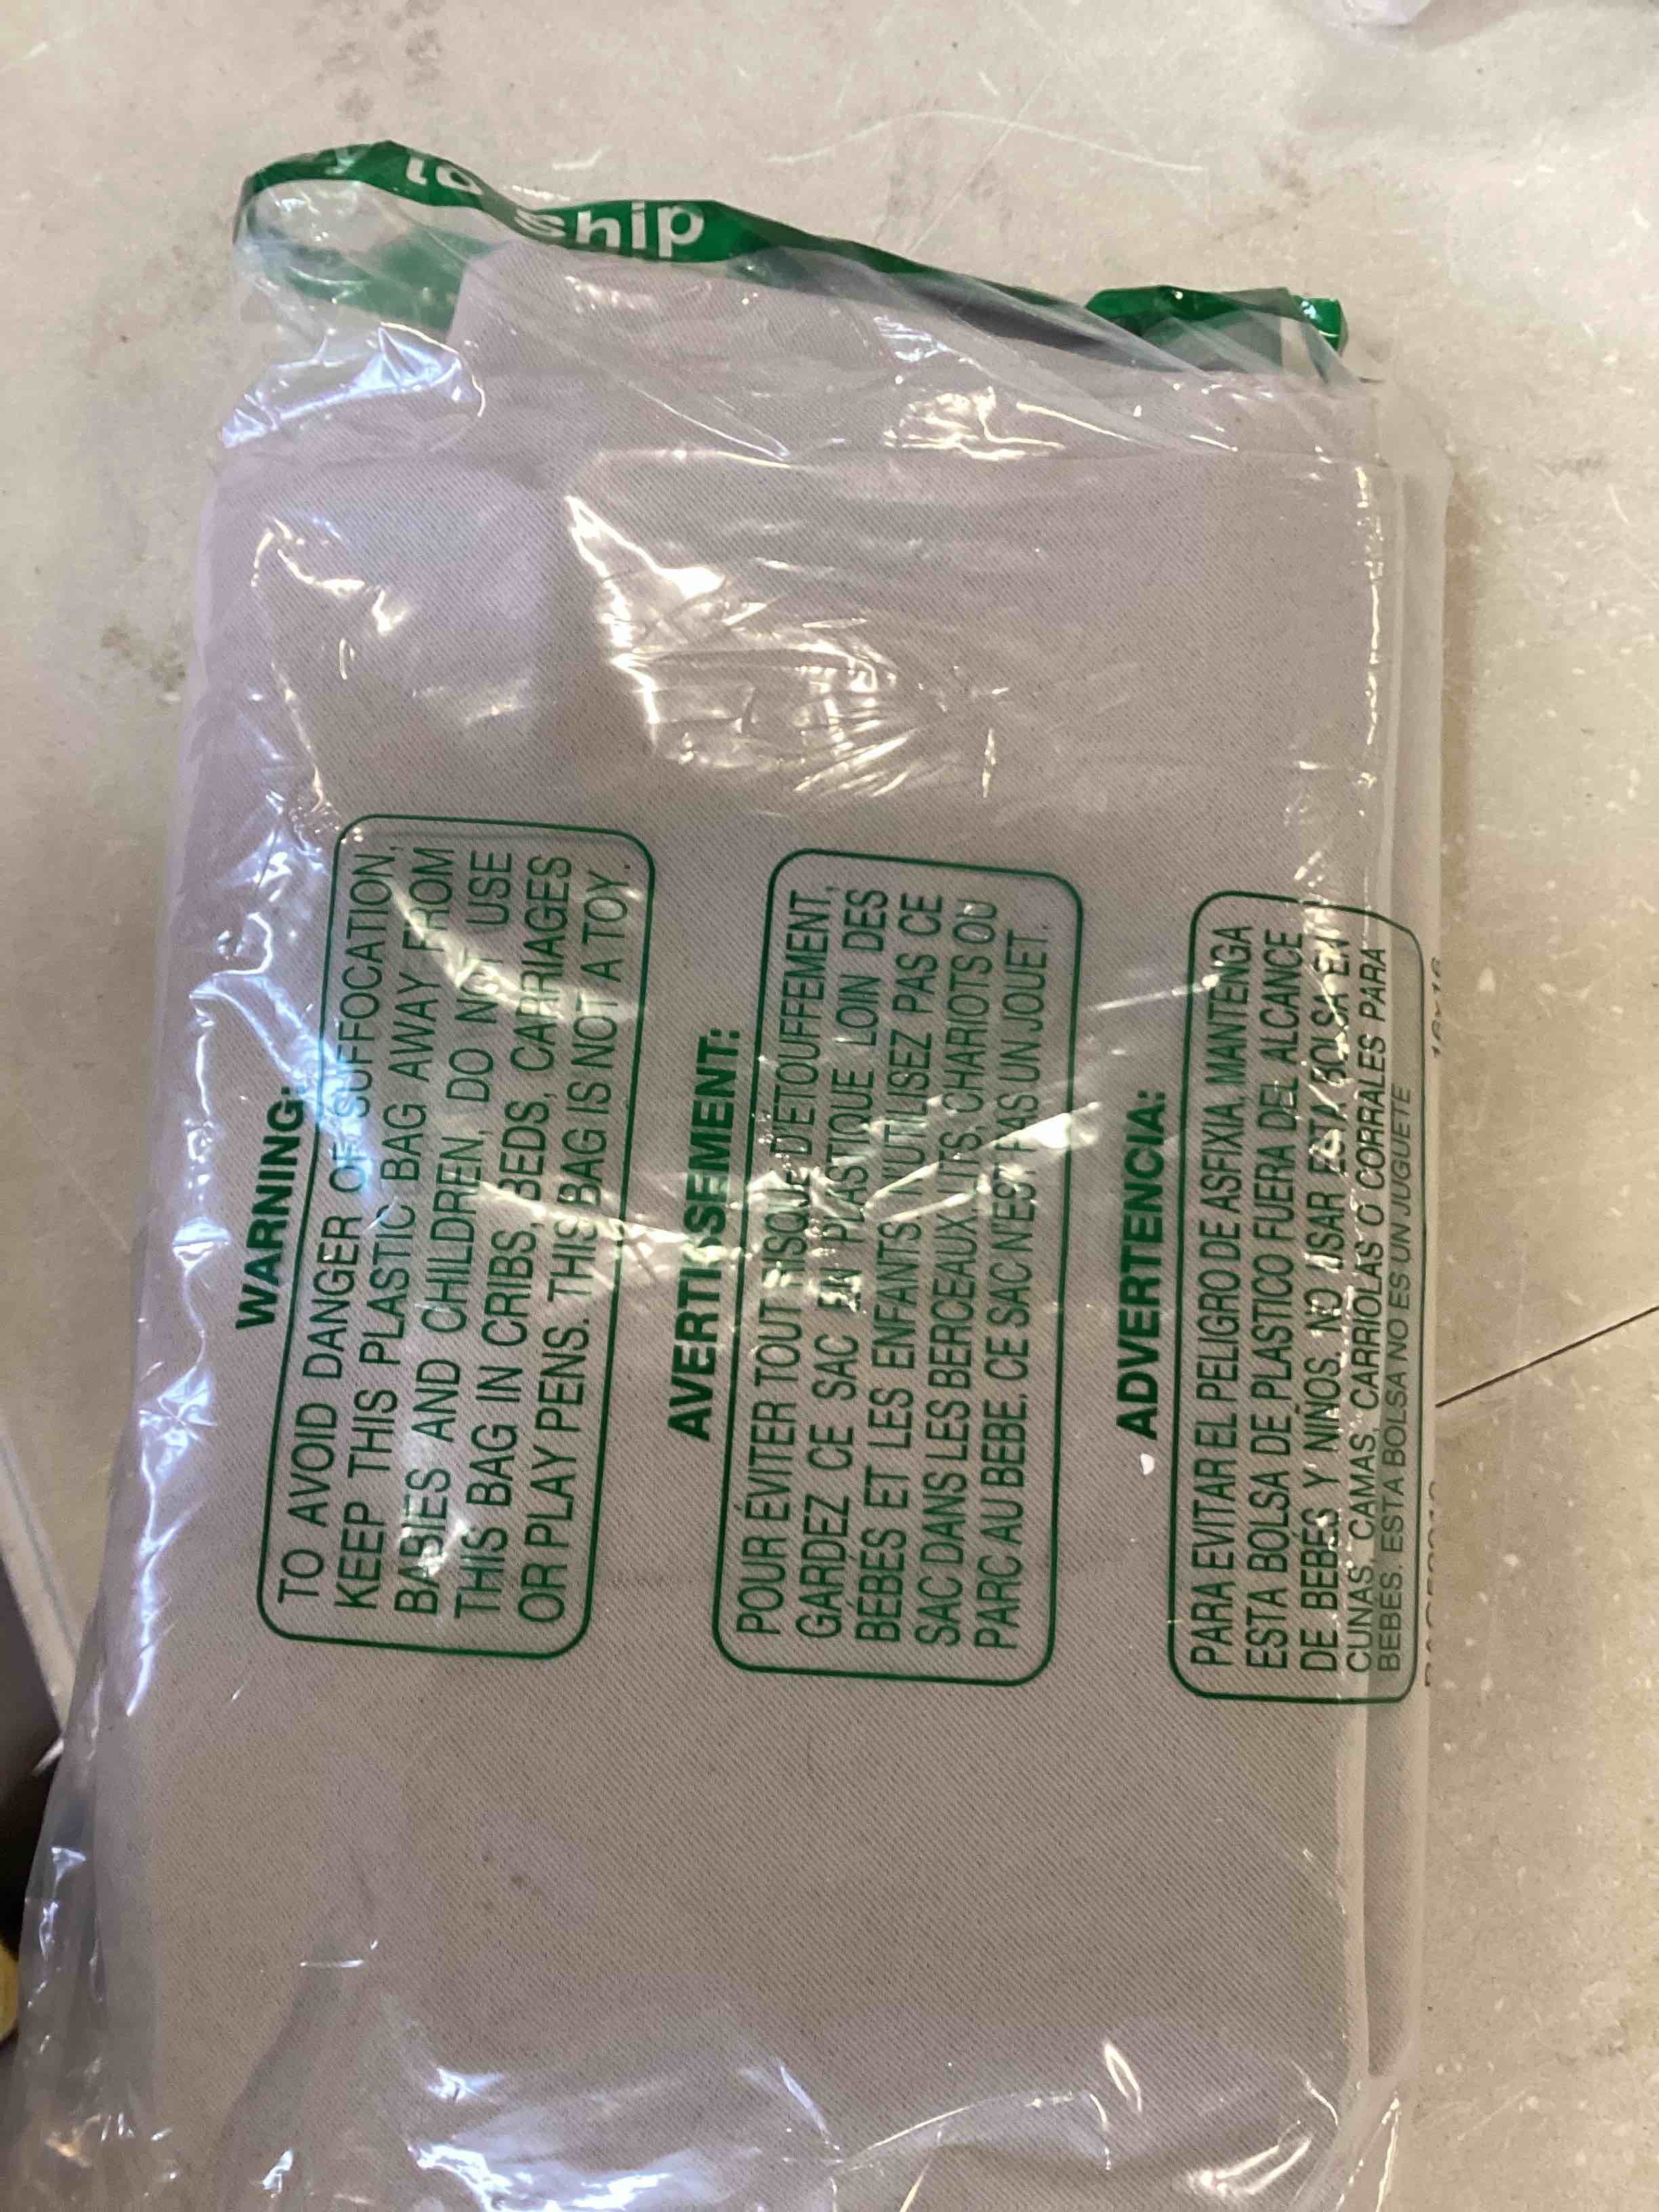 to ship
WARNING:
TO AVOID DANGER OF SUFFOCATION,
KEEP THIS PLASTIC BAG AWAY FROM
BABIES AND CHILDREN, DO NOT USE
THIS BAG IN CRIBS, BEDS, CARRIAGES
OR PLAY PENS. THIS BAG IS NOT A TOY.
AVERTISSEMENT:
POUR ÉVITER TOUT RISQUE D'ETOUFFEMENT,
GARDEZ CE SAC EN PLASTIQUE LOIN DES
BÉBES ET LES ENFANTS N'UTILISEZ PAS CE
SAC DANS LES BERCEAUX, LITS, CHARIOTS OU
PARC AU BEBE. CE SAC N'EST PAS UN JOUET.
ADVERTENCIA:
PARA EVITAR EL PELIGRO DE ASFIXIA, MANTENGA
ESTA BOLSA DE PLASTICO FUERA DEL ALCANCE
DE BEBÉS Y NIÑOS. NO USAR ESTA BOLSA EN
CUNAS, CAMAS, CARRIOLAS O CORRALES PARA
BEBES. ESTA BOLSA NO ES UN JUGUETE
16x16